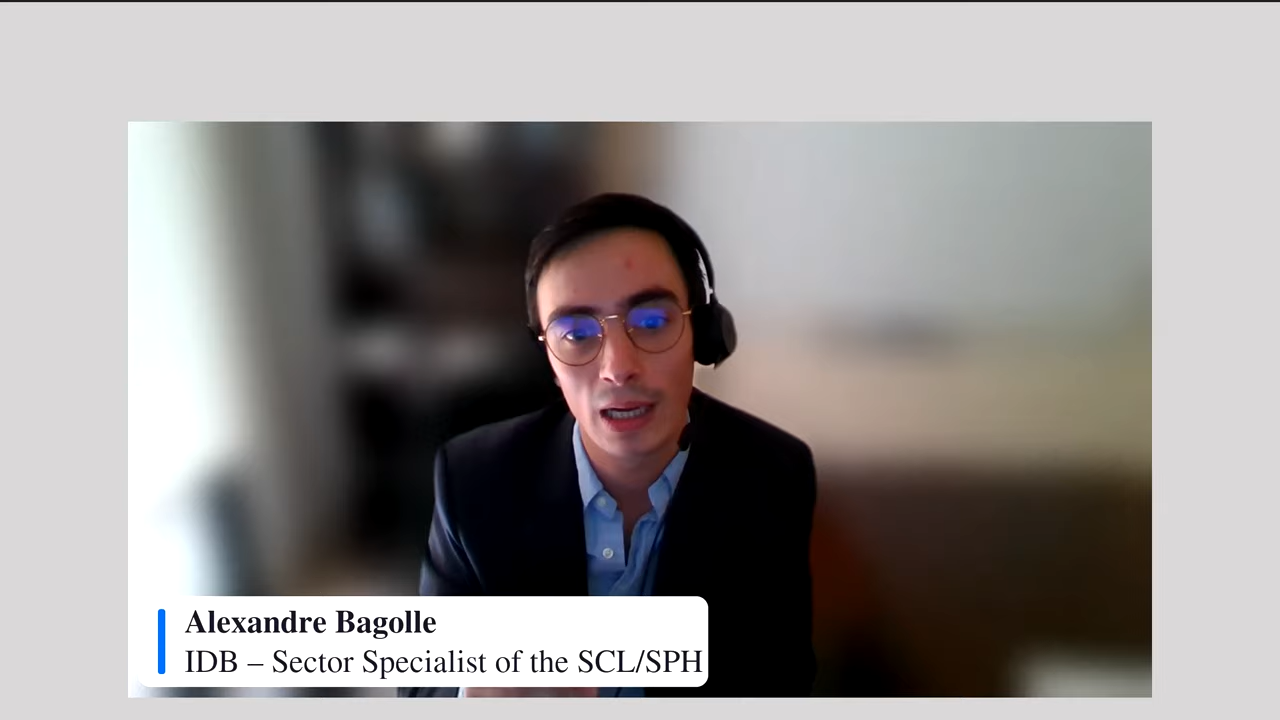 Alexandre Bagolle
IDB – Sector Specialist of the SCL/SPH